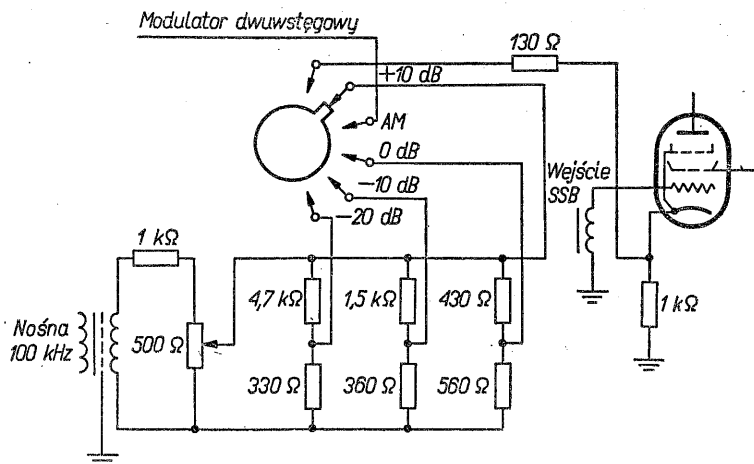 Modulator dwuwstęgowy
130 Ω
+10 dB
AM
0 dB
−10 dB
−20 dB
Węjście
SSB
1 kΩ
4,7 kΩ
1,5 kΩ
430 Ω
1 kΩ
Nośna
100 kHz
500 Ω
330 Ω
360 Ω
560 Ω